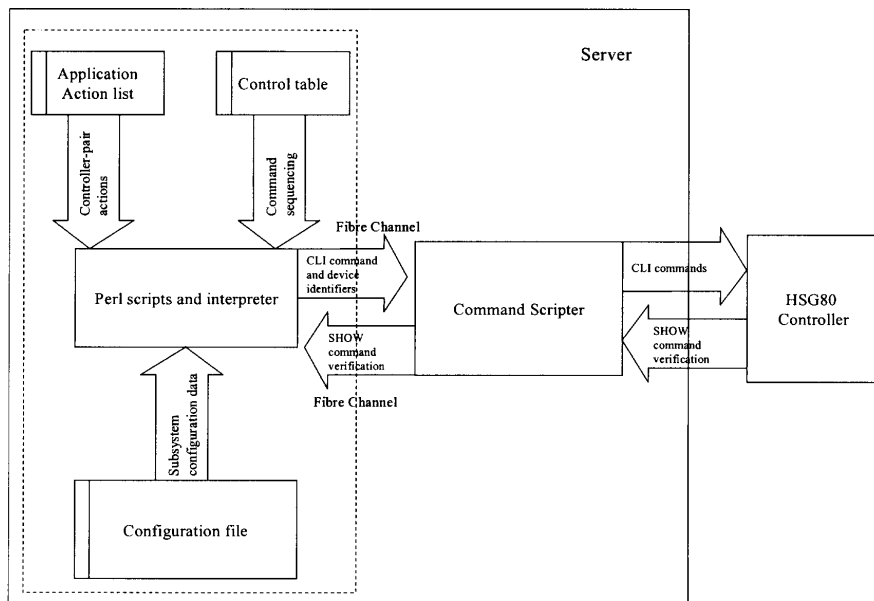 Server
Application
Action list
Control table
Controller-pair
actions
Command
sequencing
Fibre Channel
CLI command
and device
identifiers
CLI commands
Perl scripts and interpreter
Command Scripter
HSG80
Controller
SHOW
command
verification
SHOW
command
verification
Fibre Channel
Subsystem
configuration data
Configuration file